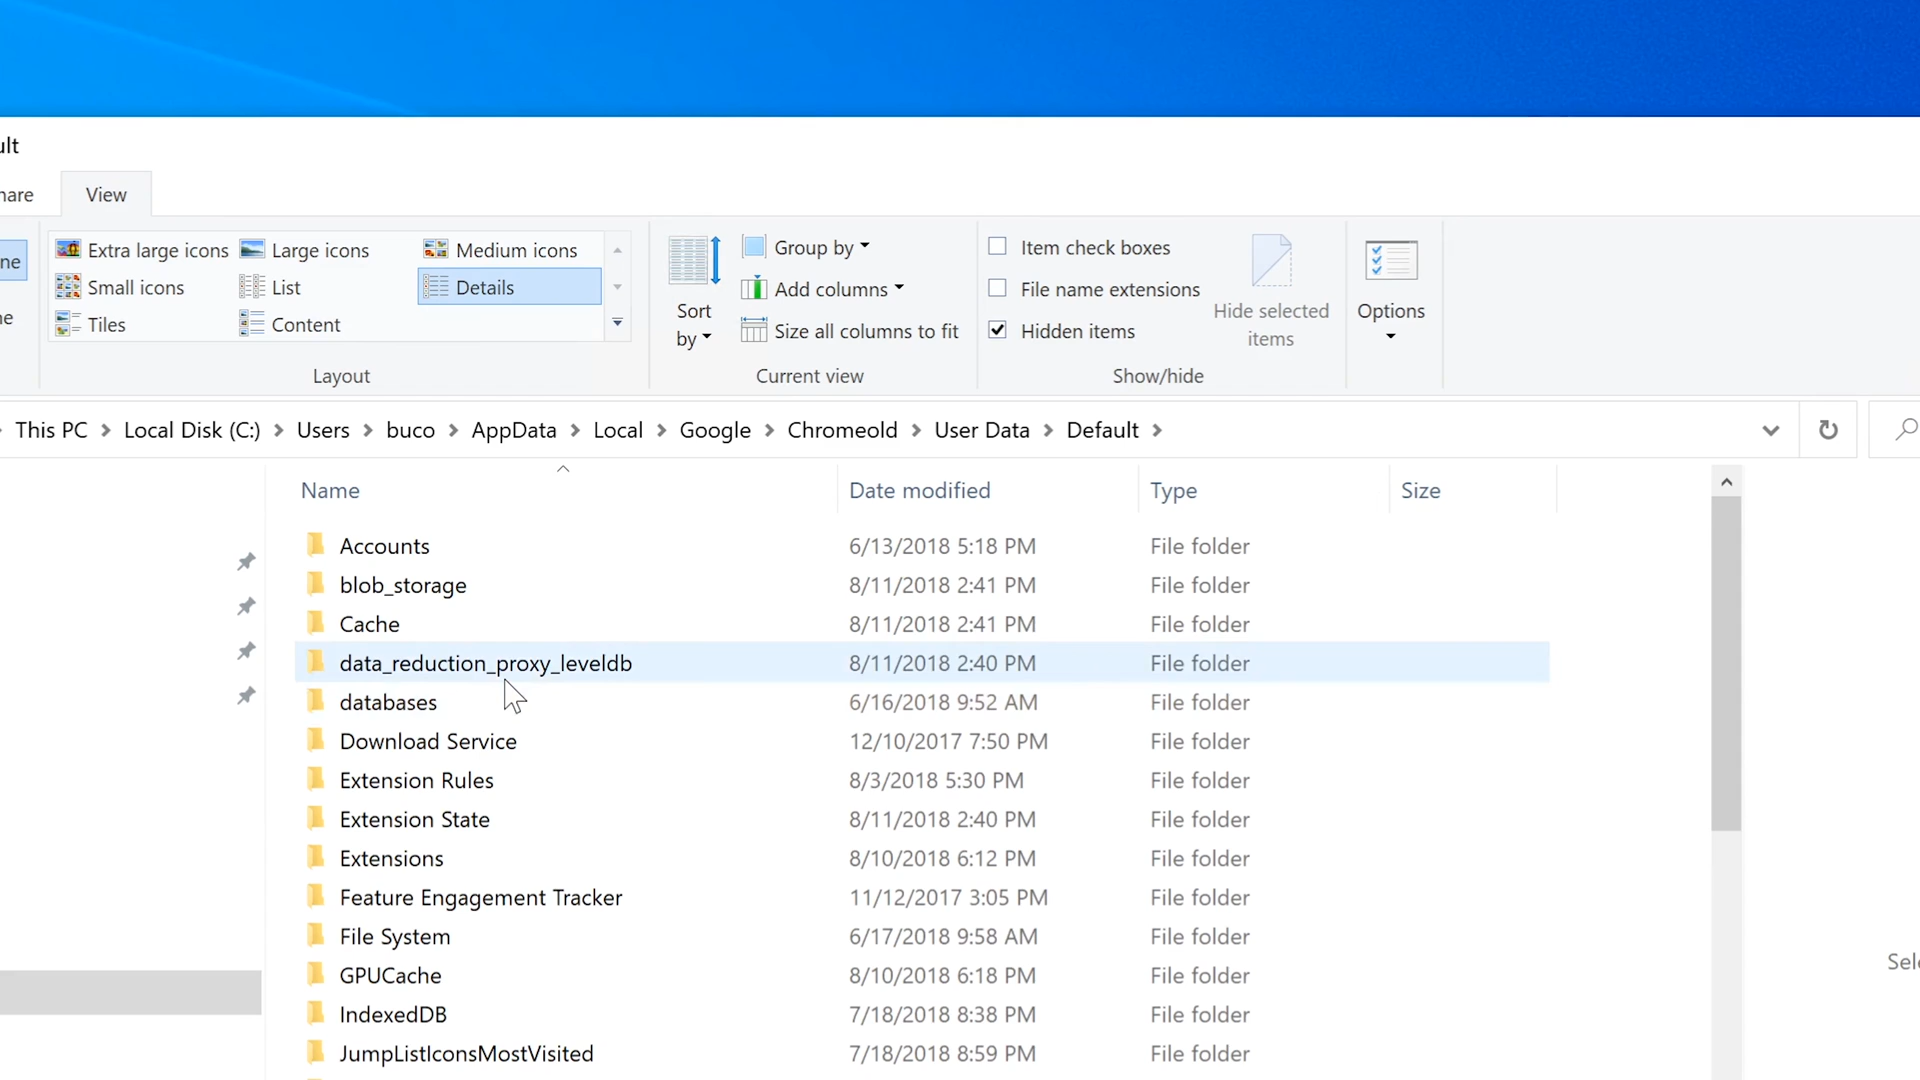 ult
hare
View
ne
e
Extra large icons
Large icons
Medium icons
Small icons
List
Details
Tiles
Content
Layout
Sort
by
Group by
Add columns
Size all columns to fit
Current view
Item check boxes
File name extensions
Hidden items
Hide selected
items
Show/hide
Options
This PC > Local Disk (C:) > Users > buco > AppData > Local > Google > Chromeold > User Data > Default >
Name Date modified Type Size
Accounts 6/13/2018 5:18 PM File folder
blob_storage 8/11/2018 2:41 PM File folder
Cache 8/11/2018 2:41 PM File folder
data_reduction_proxy_leveldb 8/11/2018 2:40 PM File folder
databases 6/16/2018 9:52 AM File folder
Download Service 12/10/2017 7:50 PM File folder
Extension Rules 8/3/2018 5:30 PM File folder
Extension State 8/11/2018 2:40 PM File folder
Extensions 8/10/2018 6:12 PM File folder
Feature Engagement Tracker 11/12/2017 3:05 PM File folder
File System 6/17/2018 9:58 AM File folder
GPUCache 8/10/2018 6:18 PM File folder
IndexedDB 7/18/2018 8:38 PM File folder
JumpListIconsMostVisited 7/18/2018 8:59 PM File folder
Sele